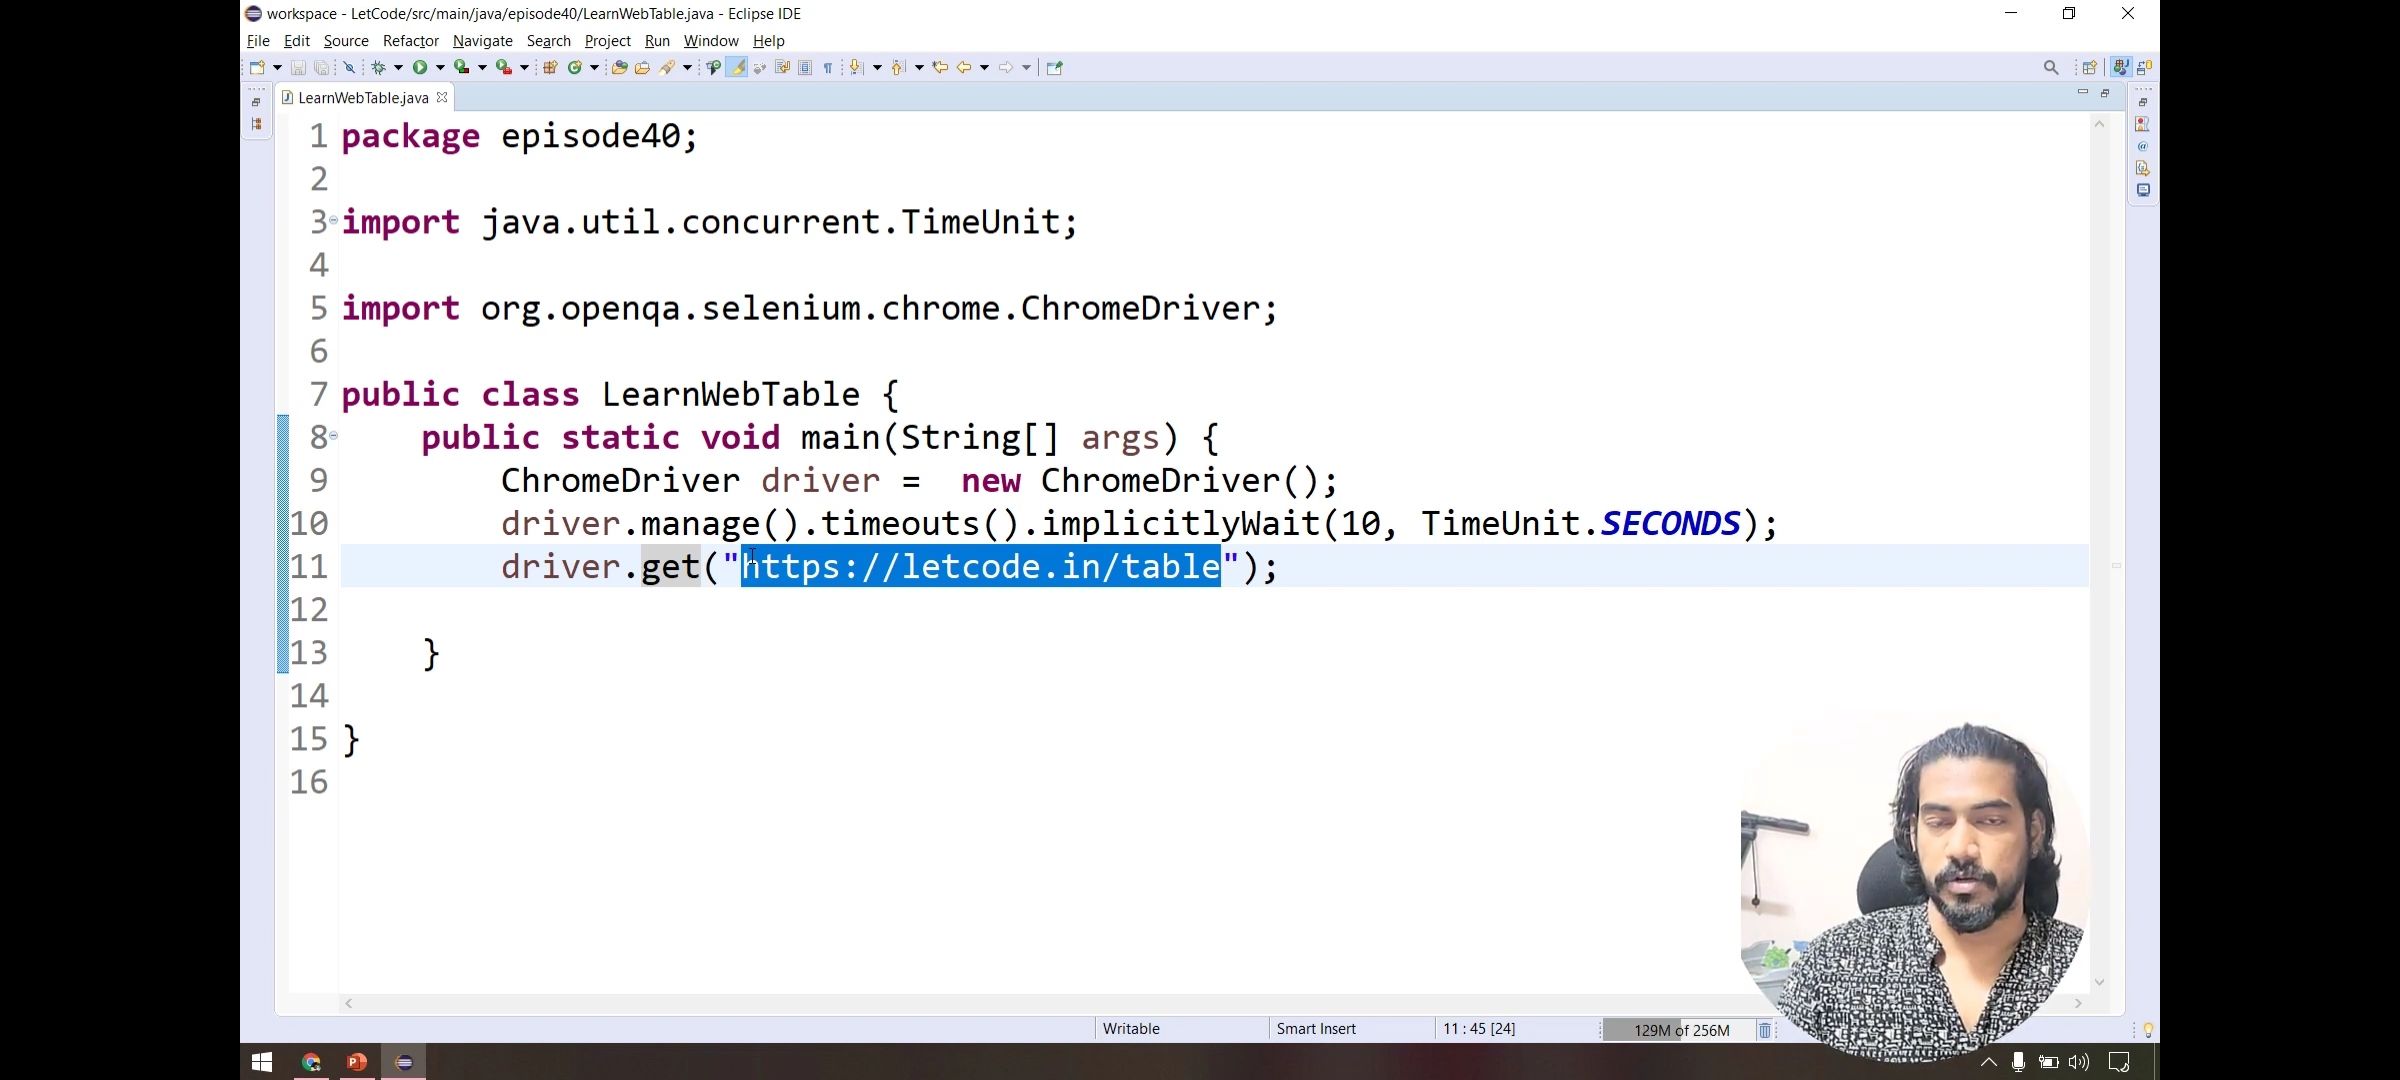 workspace - LetCode/src/main/java/episode40/LearnWebTable.java - Eclipse IDE
File Edit Source Refactor Navigate Search Project Run Window Help
LearnWebTable.java
1 package episode40;
2
3 import java.util.concurrent.TimeUnit;
4
5 import org.openqa.selenium.chrome.ChromeDriver;
6
7 public class LearnWebTable {
8 public static void main(String[] args) {
9 ChromeDriver driver = new ChromeDriver();
10 driver.manage().timeouts().implicitlyWait(10, TimeUnit.SECONDS);
11 driver.get("https://letcode.in/table");
12
13 }
14
15 }
16
Writable Smart Insert 11 : 45 [24] 129M of 256M